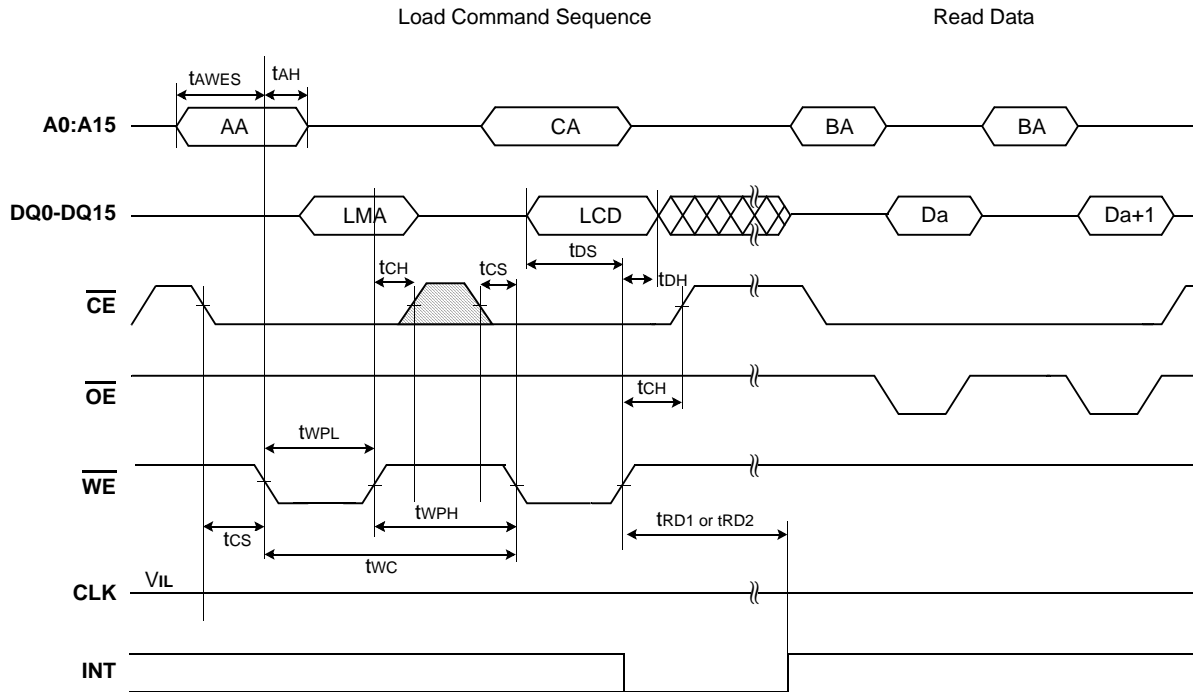 Load Command Sequence Read Data
tAWES tAH
A0:A15 AA CA BA BA
DQ0-DQ15 LMA LCD Da Da+1
tCH tCS tDS tDH
CE
OE tCH
tWPL
WE
tWPH tRD1 or tRD2
tCS
tWC
CLK VIL
INT